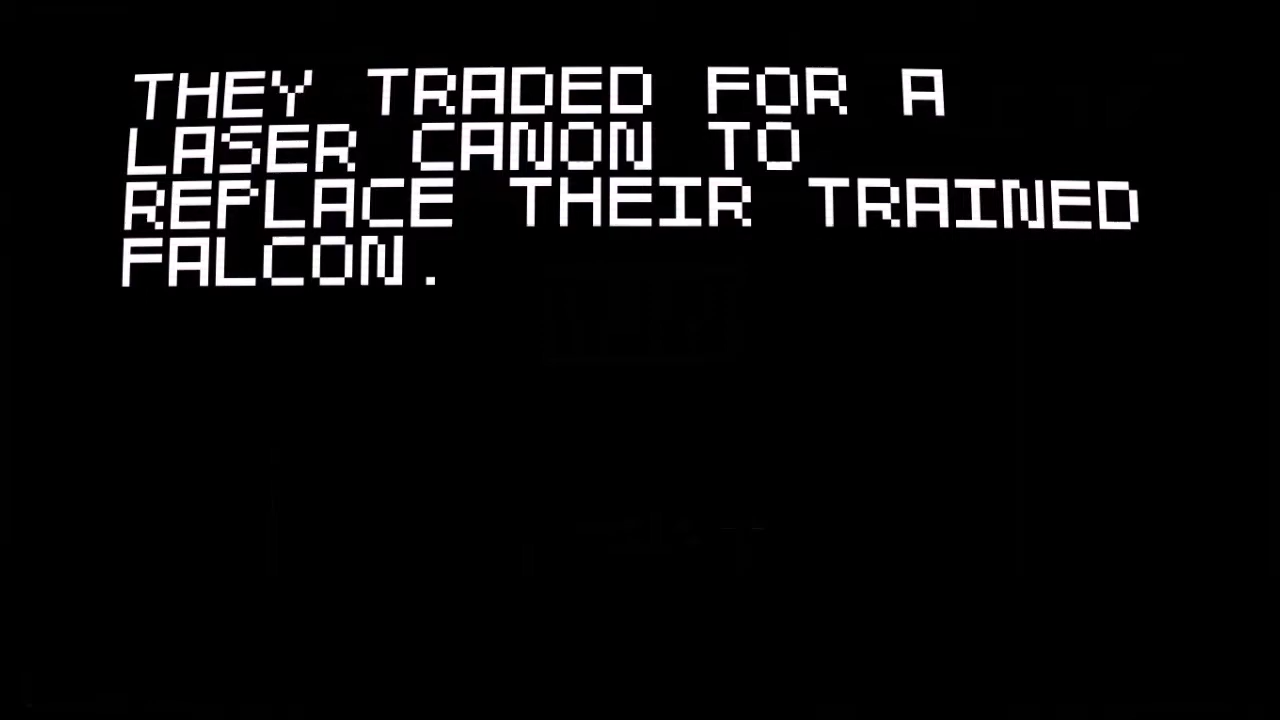 THEY TRADED FOR A
LASER CANON TO
REPLACE THEIR TRAINED
FALCON.